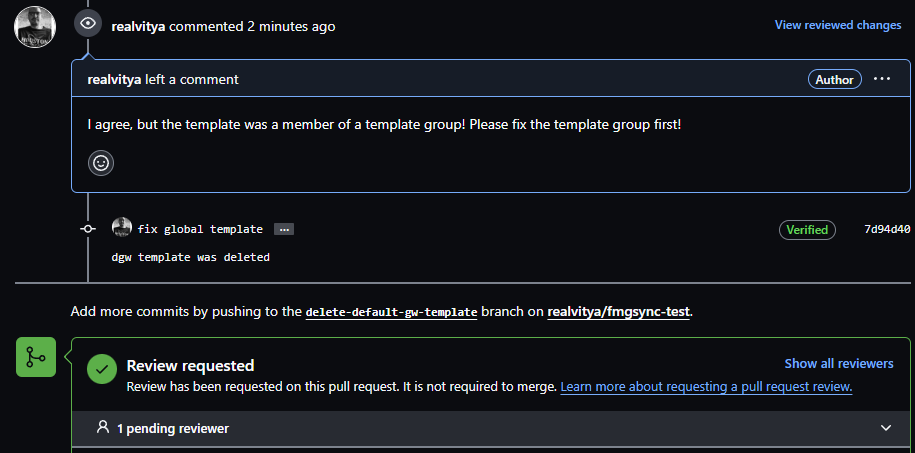 realvitya commented 2 minutes ago
View reviewed changes
realvitya left a comment
Author
I agree, but the template was a member of a template group! Please fix the template group first!
fix global template
Verified
7d94d40
dgw template was deleted
Add more commits by pushing to the delete-default-gw-template branch on realvitya/fmgsync-test.
Review requested
Show all reviewers
Review has been requested on this pull request. It is not required to merge. Learn more about requesting a pull request review.
1 pending reviewer